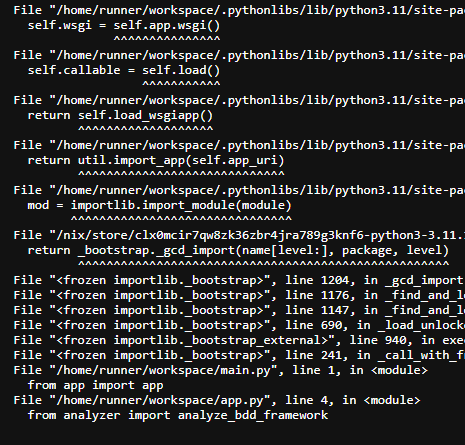 File "/home/runner/workspace/.pythonlibs/lib/python3.11/site-pac
self.wsgi = self.app.wsgi()
^^^^^^^^^^^^^^^
File "/home/runner/workspace/.pythonlibs/lib/python3.11/site-pac
self.callable = self.load()
^^^^^^^^^^^
File "/home/runner/workspace/.pythonlibs/lib/python3.11/site-pac
return self.load_wsgiapp()
^^^^^^^^^^^^^^^^^^^
File "/home/runner/workspace/.pythonlibs/lib/python3.11/site-pac
return util.import_app(self.app_uri)
^^^^^^^^^^^^^^^^^^^^^^^^^^^^^
File "/home/runner/workspace/.pythonlibs/lib/python3.11/site-pac
mod = importlib.import_module(module)
^^^^^^^^^^^^^^^^^^^^^^^^^^^^^^^
File "/nix/store/clx0mcir7qw8zk36zbr4jra789g3knf6-python3-3.11.1
return _bootstrap._gcd_import(name[level:], package, level)
^^^^^^^^^^^^^^^^^^^^^^^^^^^^^^^^^^^^^^^^^^^^^^^^^^^^
File "<frozen importlib._bootstrap>", line 1204, in _gcd_import
File "<frozen importlib._bootstrap>", line 1176, in _find_and_lo
File "<frozen importlib._bootstrap>", line 1147, in _find_and_lo
File "<frozen importlib._bootstrap>", line 690, in _load_unlocke
File "<frozen importlib._bootstrap_external>", line 940, in exec
File "<frozen importlib._bootstrap>", line 241, in _call_with_fr
File "/home/runner/workspace/main.py", line 1, in <module>
from app import app
File "/home/runner/workspace/app.py", line 4, in <module>
from analyzer import analyze_bdd_framework